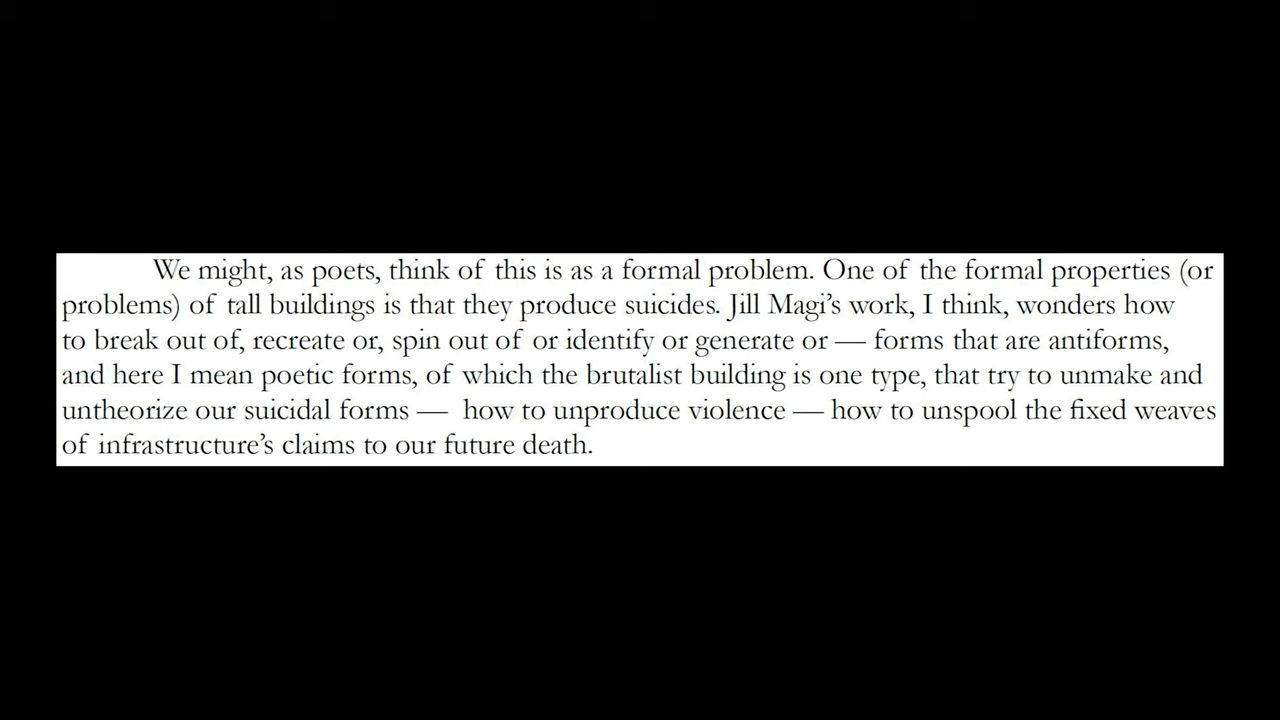 We might, as poets, think of this is as a formal problem. One of the formal properties (or
problems) of tall buildings is that they produce suicides. Jill Magi’s work, I think, wonders how
to break out of, recreate or, spin out of or identify or generate or — forms that are antiforms,
and here I mean poetic forms, of which the brutalist building is one type, that try to unmake and
untheorize our suicidal forms — how to unproduce violence — how to unspool the fixed weaves
of infrastructure’s claims to our future death.